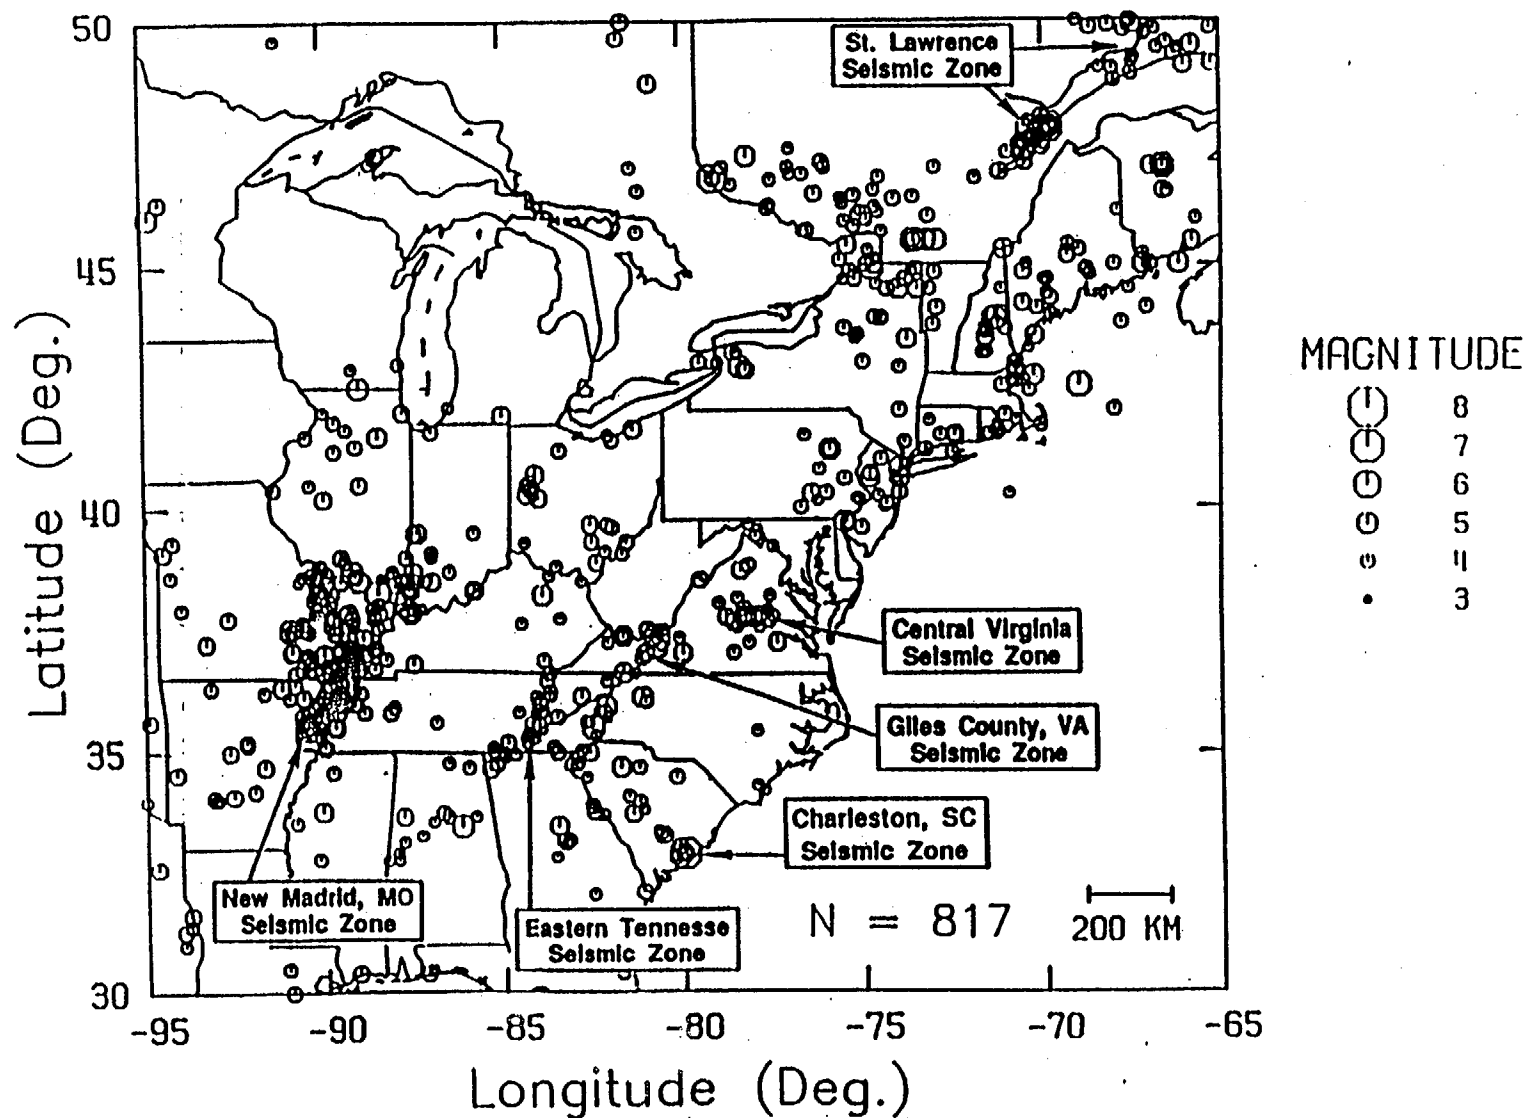 50
45
40
35
30
Latitude (Deg.)
-95
-90
-85
-80
-75
-70
-65
Longitude (Deg.)
St. Lawrence
Seismic Zone
Central Virginia
Seismic Zone
Giles County, VA
Seismic Zone
Charleston, SC
Seismic Zone
New Madrid, MO
Seismic Zone
Eastern Tennesse
Seismic Zone
N = 817
200 KM
MAGNITUDE
8
7
6
5
4
3